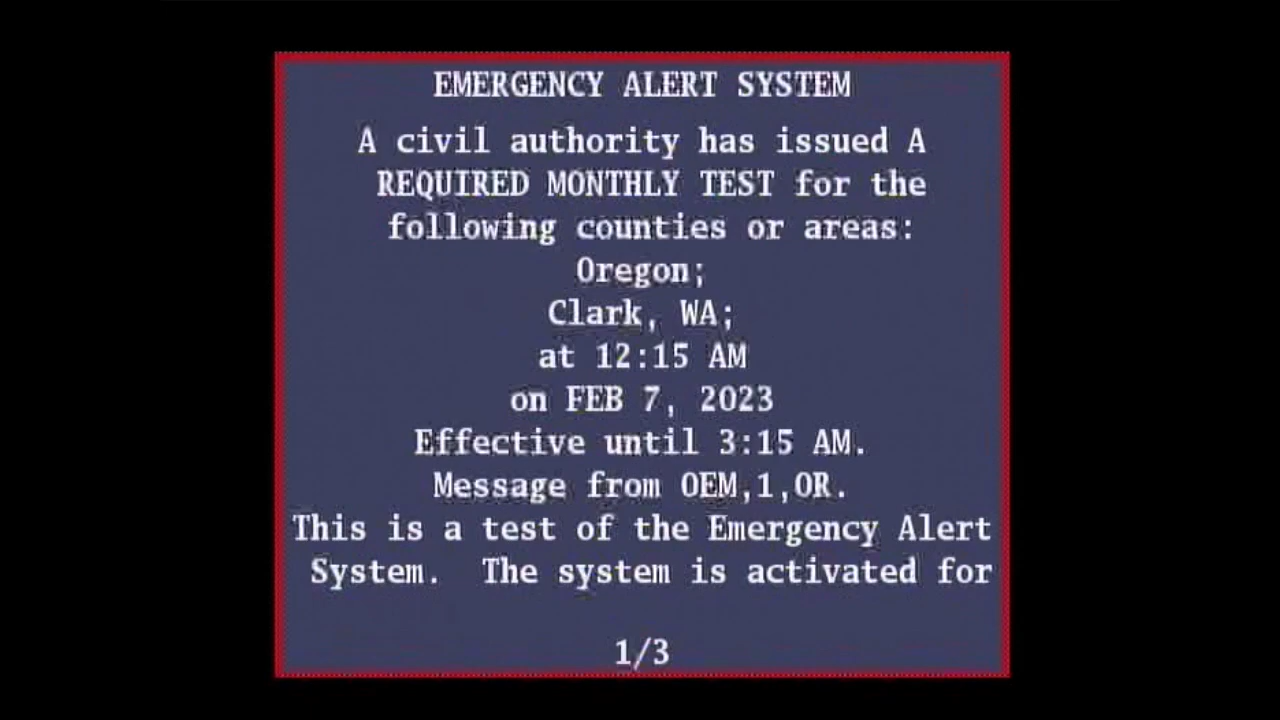 EMERGENCY ALERT SYSTEM
A civil authority has issued A
REQUIRED MONTHLY TEST for the
following counties or areas:
Oregon;
Clark, WA;
at 12:15 AM
on FEB 7, 2023
Effective until 3:15 AM.
Message from OEM,1,OR.
This is a test of the Emergency Alert
System.  The system is activated for
1/3